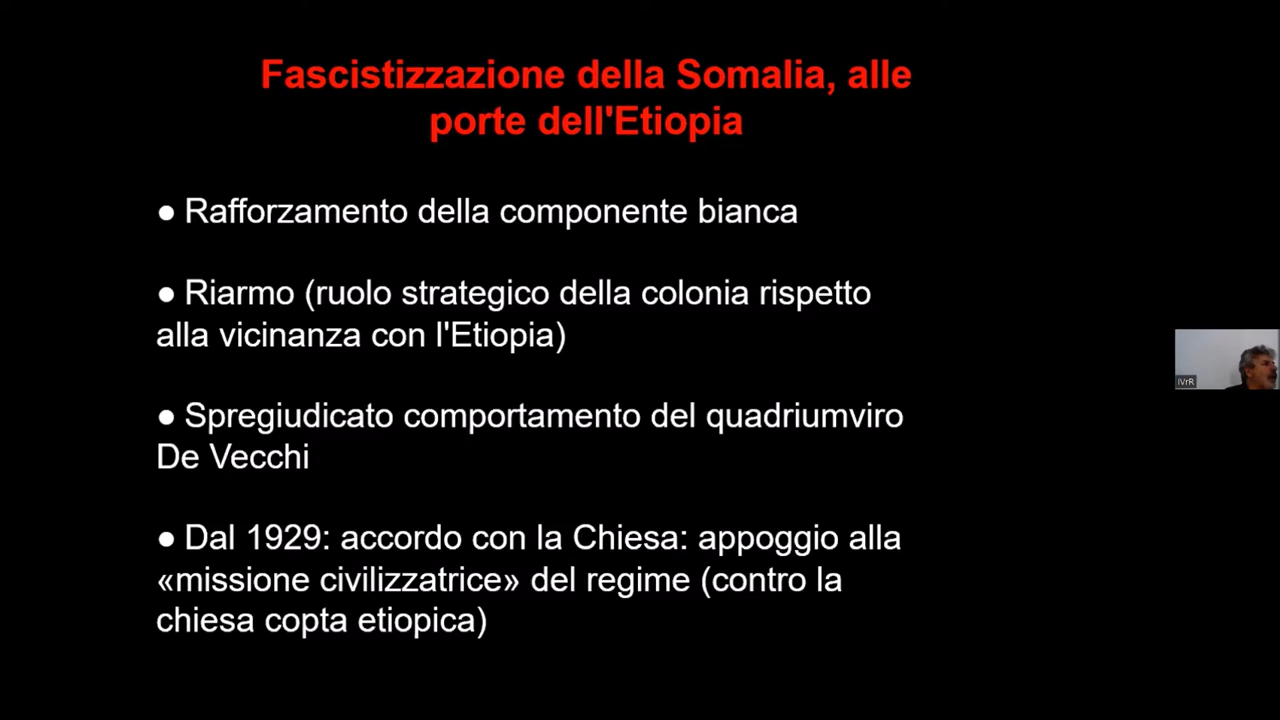 Fascistizzazione della Somalia, alle
porte dell'Etiopia
● Rafforzamento della componente bianca
● Riarmo (ruolo strategico della colonia rispetto
alla vicinanza con l'Etiopia)
● Spregiudicato comportamento del quadriumviro
De Vecchi
● Dal 1929: accordo con la Chiesa: appoggio alla
«missione civilizzatrice» del regime (contro la
chiesa copta etiopica)
IVrR